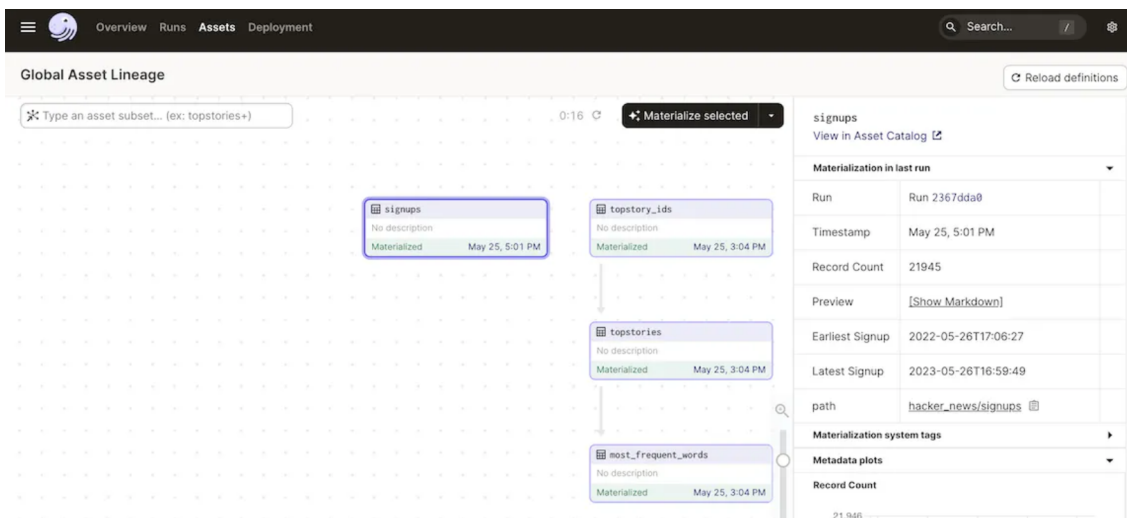 Overview Runs Assets Deployment Search... /
Global Asset Lineage
Reload definitions
Type an asset subset... (ex: topstories+)
0:16
Materialize selected
signups
No description
Materialized May 25, 5:01 PM
topstory_ids
No description
Materialized May 25, 3:04 PM
topstories
No description
Materialized May 25, 3:04 PM
most_frequent_words
No description
Materialized May 25, 3:04 PM
signups
View in Asset Catalog
Materialization in last run
Run Run 2367dda0
Timestamp May 25, 5:01 PM
Record Count 21945
Preview [Show Markdown]
Earliest Signup 2022-05-26T17:06:27
Latest Signup 2023-05-26T16:59:49
path hacker_news/signups
Materialization system tags
Metadata plots
Record Count
21,946